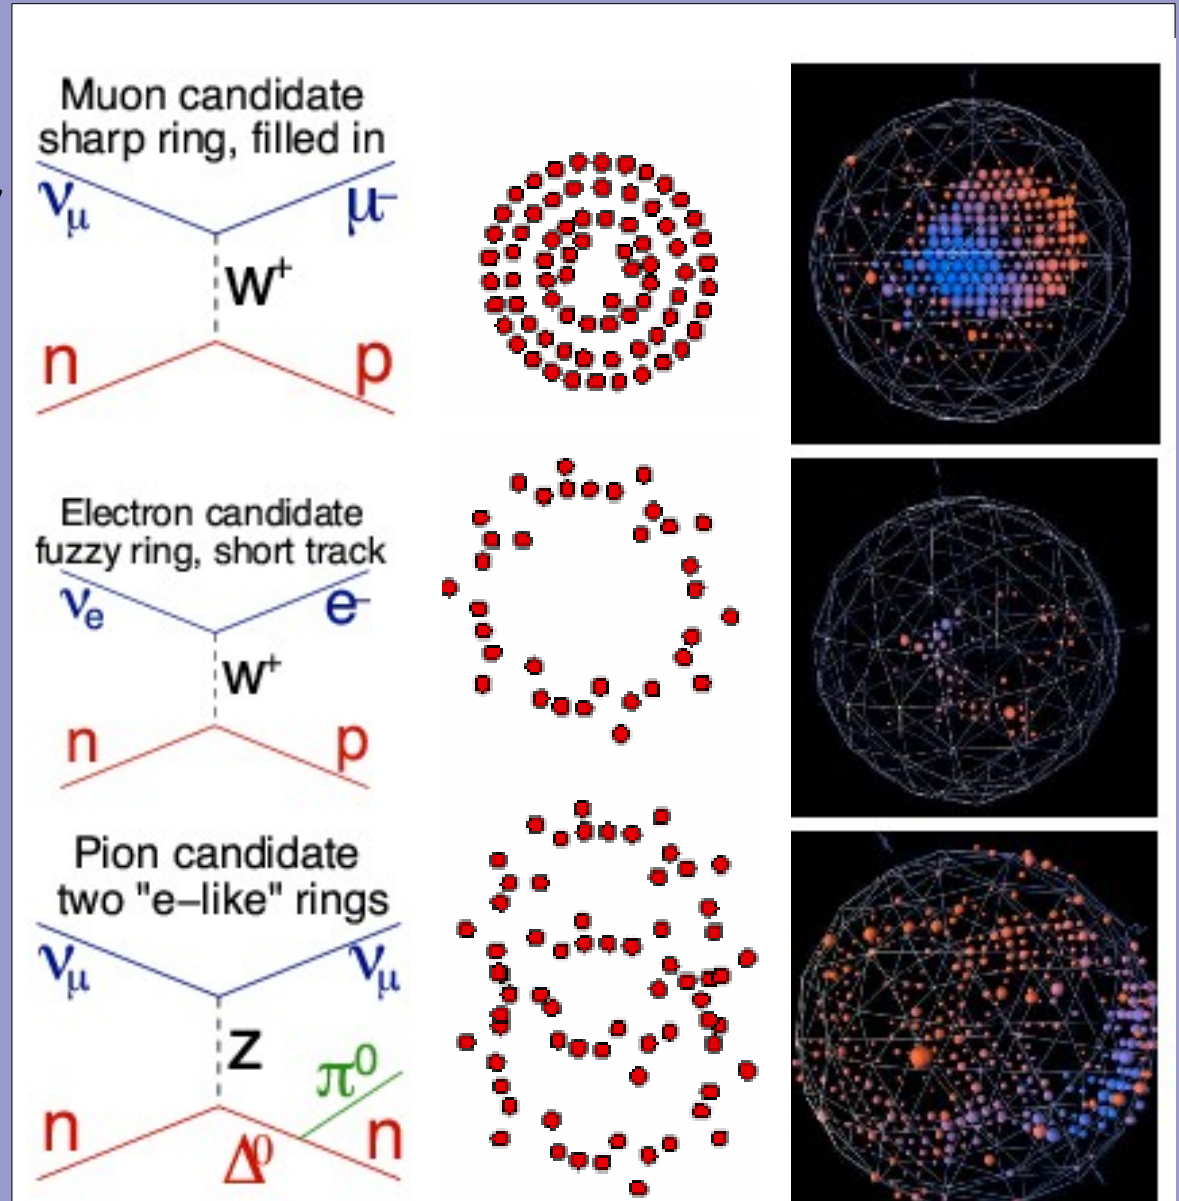 Muon candidate
sharp ring, filled in
νμ μ−
W+
n p
Electron candidate
fuzzy ring, short track
νe e−
W+
n p
Pion candidate
two "e−like" rings
νμ νμ
Z
π0
n Δ0 n